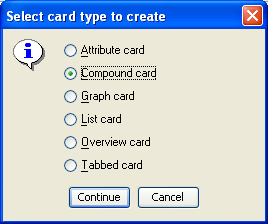 Select card type to create
Attribute card
Compound card
Graph card
List card
Overview card
Tabbed card
Continue Cancel